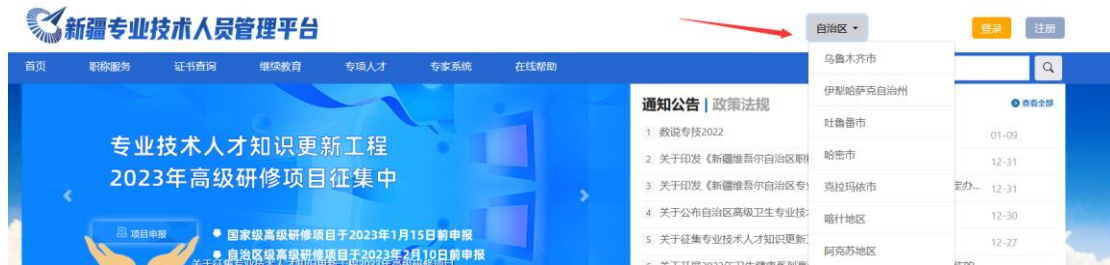 新疆专业技术人员管理平台
自治区
登录
注册
首页
职称服务
证书查询
继续教育
专项人才
专家系统
在线帮助
乌鲁木齐市
伊犁哈萨克自治州
吐鲁番市
哈密市
克拉玛依市
喀什地区
阿克苏地区
专业技术人才知识更新工程
2023年高级研修项目征集中
项目申报
国家级高级研修项目于2023年1月15日前申报
自治区级高级研修项目于2023年2月10日前申报
通知公告 | 政策法规
查看全部
1 数说专技2022
01-09
2 关于印发《新疆维吾尔自治区职
12-31
3 关于印发《新疆维吾尔自治区专
定办...
12-31
4 关于公布自治区高级卫生专业技
12-30
5 关于征集专业技术人才知识更新
12-27